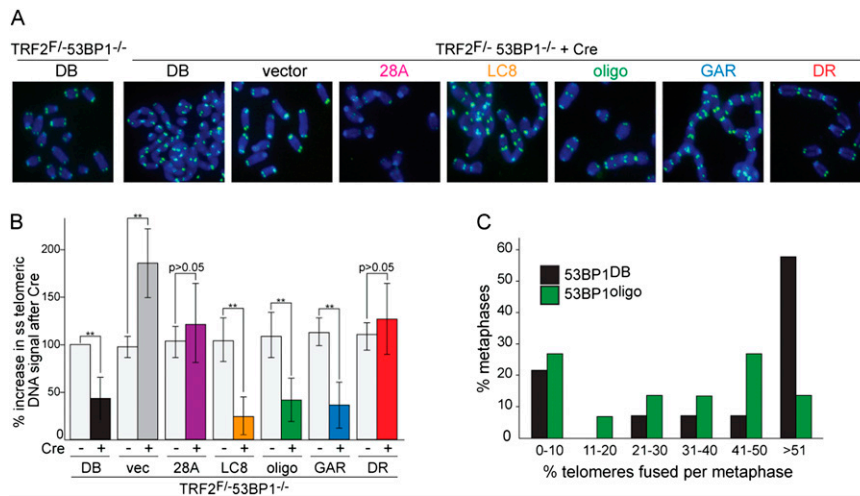 A
TRF2F/-53BP1-/-
TRF2F/- 53BP1-/- + Cre
DB DB vector 28A LC8 oligo GAR DR
B
% increase in ss telomeric
DNA signal after Cre
200
150
100
50
0
** ** p>0.05 ** ** ** p>0.05
Cre - + - + - + - + - + - + - +
DB vec 28A LC8 oligo GAR DR
TRF2F/-53BP1-/-
C
% metaphases
60
50
40
30
20
10
0
53BP1DB
53BP1oligo
0-10 11-20 21-30 31-40 41-50 >51
% telomeres fused per metaphase